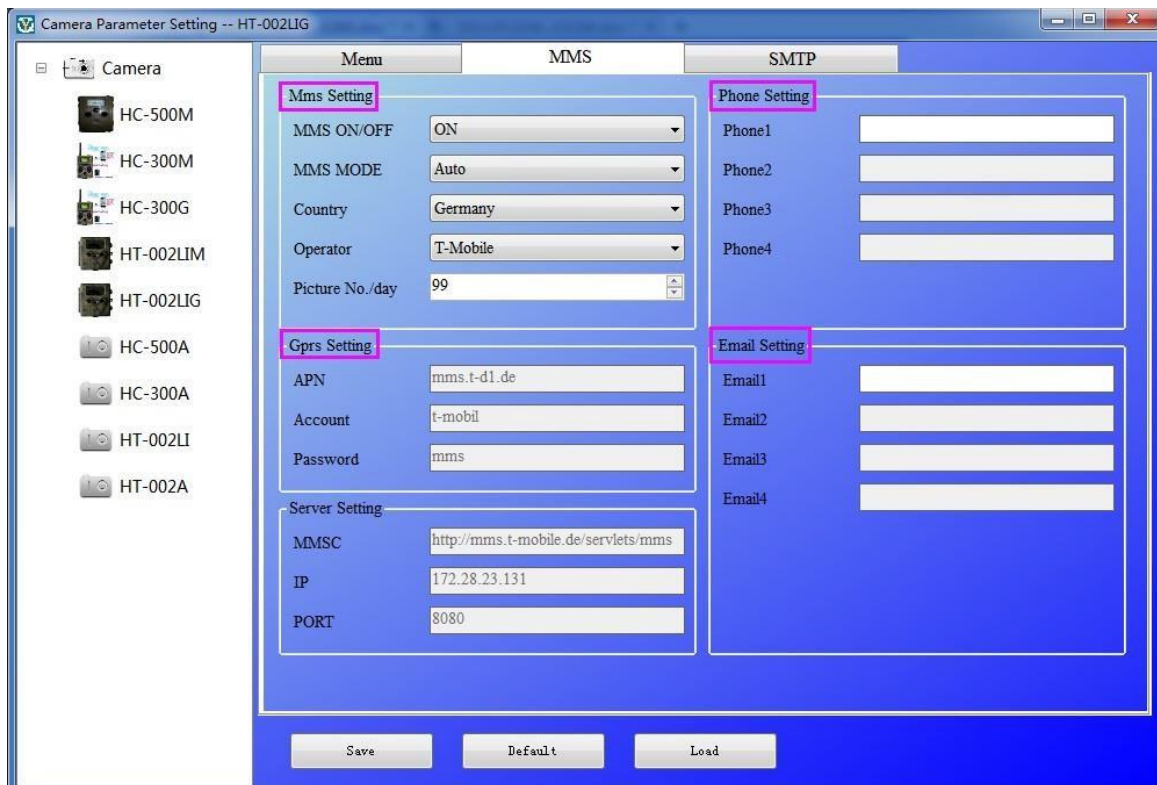 Camera Parameter Setting -- HT-002LIG
Camera
HC-500M
HC-300M
HC-300G
HT-002LIM
HT-002LIG
HC-500A
HC-300A
HT-002LI
HT-002A
Menu
MMS
SMTP
Mms Setting
MMS ON/OFF ON
MMS MODE Auto
Country Germany
Operator T-Mobile
Picture No./day 99
Gprs Setting
APN mms.t-d1.de
Account t-mobil
Password mms
Server Setting
MMSC http://mms.t-mobile.de/servlets/mms
IP 172.28.23.131
PORT 8080
Phone Setting
Phone1
Phone2
Phone3
Phone4
Email Setting
Email1
Email2
Email3
Email4
Save
Default
Load